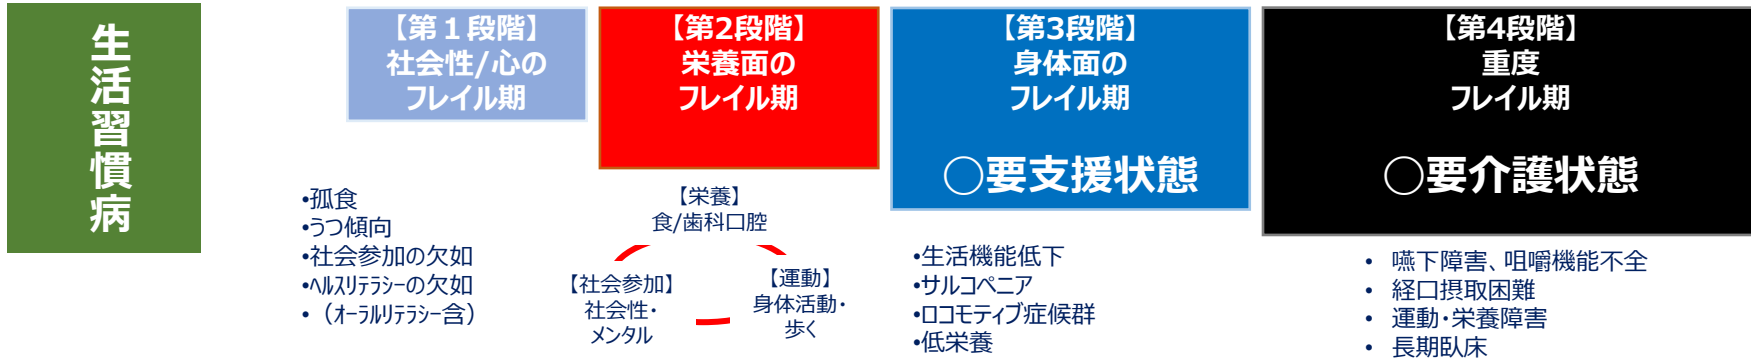 生活習慣病
【第１段階】
社会性/心の
フレイル期
•孤食
•うつ傾向
•社会参加の欠如
•ﾍﾙｽﾘﾃﾗｼｰの欠如
• （ｵｰﾗﾙﾘﾃﾗｼｰ含）
【第2段階】
栄養面の
フレイル期
【栄養】
食/歯科口腔
【社会参加】
社会性・
メンタル
【運動】
身体活動・
歩く
【第3段階】
身体面の
フレイル期
○要支援状態
•生活機能低下
•サルコペニア
•ロコモティブ症候群
•低栄養
【第4段階】
重度
フレイル期
○要介護状態
• 嚥下障害、咀嚼機能不全
• 経口摂取困難
• 運動・栄養障害
• 長期臥床